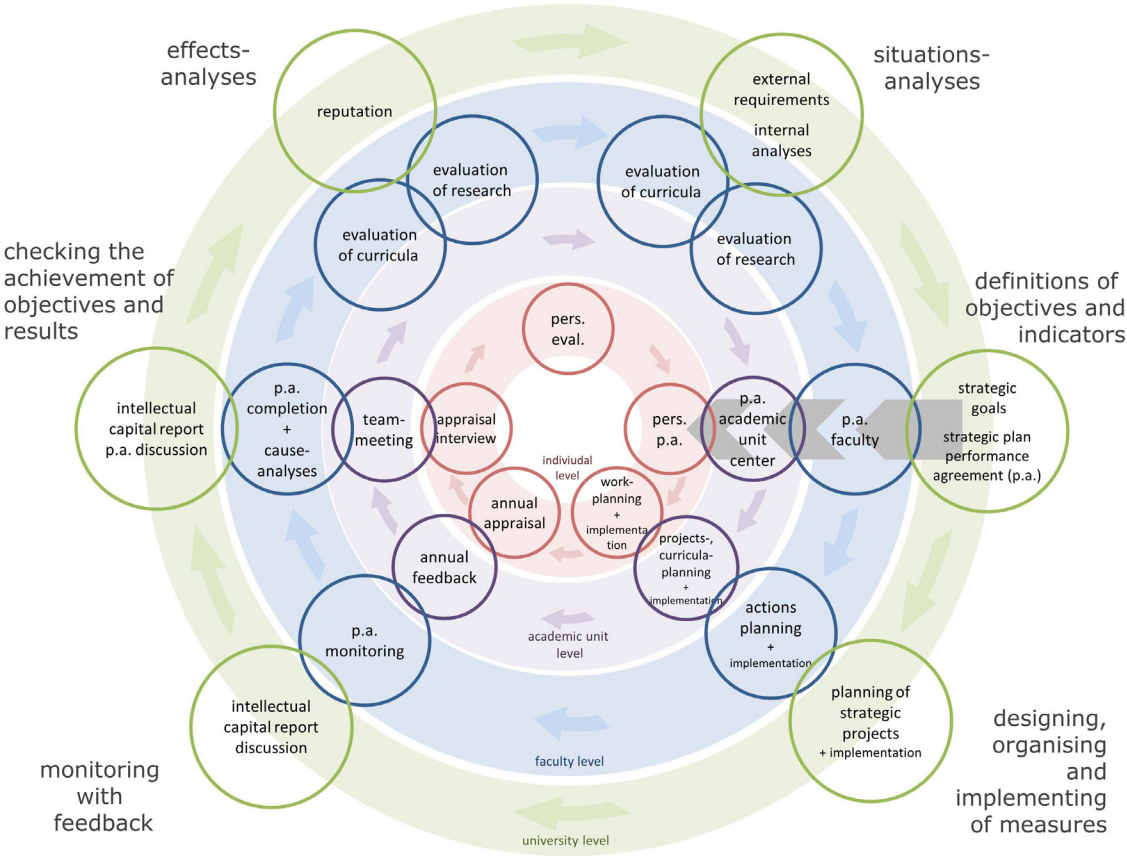 effects-
analyses
situations-
analyses
reputation
external
requirements
internal
analyses
evaluation
of research
evaluation
of curricula
evaluation
of curricula
evaluation
of research
checking the
achievement of
objectives and
results
definitions of
objectives and
indicators
pers.
eval.
intellectual
capital report
p.a. discussion
p.a.
completion
+
cause-
analyses
team-
meeting
appraisal
interview
pers.
p.a.
p.a.
academic
unit
center
p.a.
faculty
strategic
goals
strategic plan
performance
agreement (p.a.)
indiviudal
level
annual
appraisal
work-
planning
+
implementa
tion
annual
feedback
projects-,
curricula-
planning
+
implementation
p.a.
monitoring
academic unit
level
actions
planning
+
implementation
intellectual
capital report
discussion
planning of
strategic
projects
+ implementation
faculty level
monitoring
with
feedback
designing,
organising
and
implementing
of measures
university level